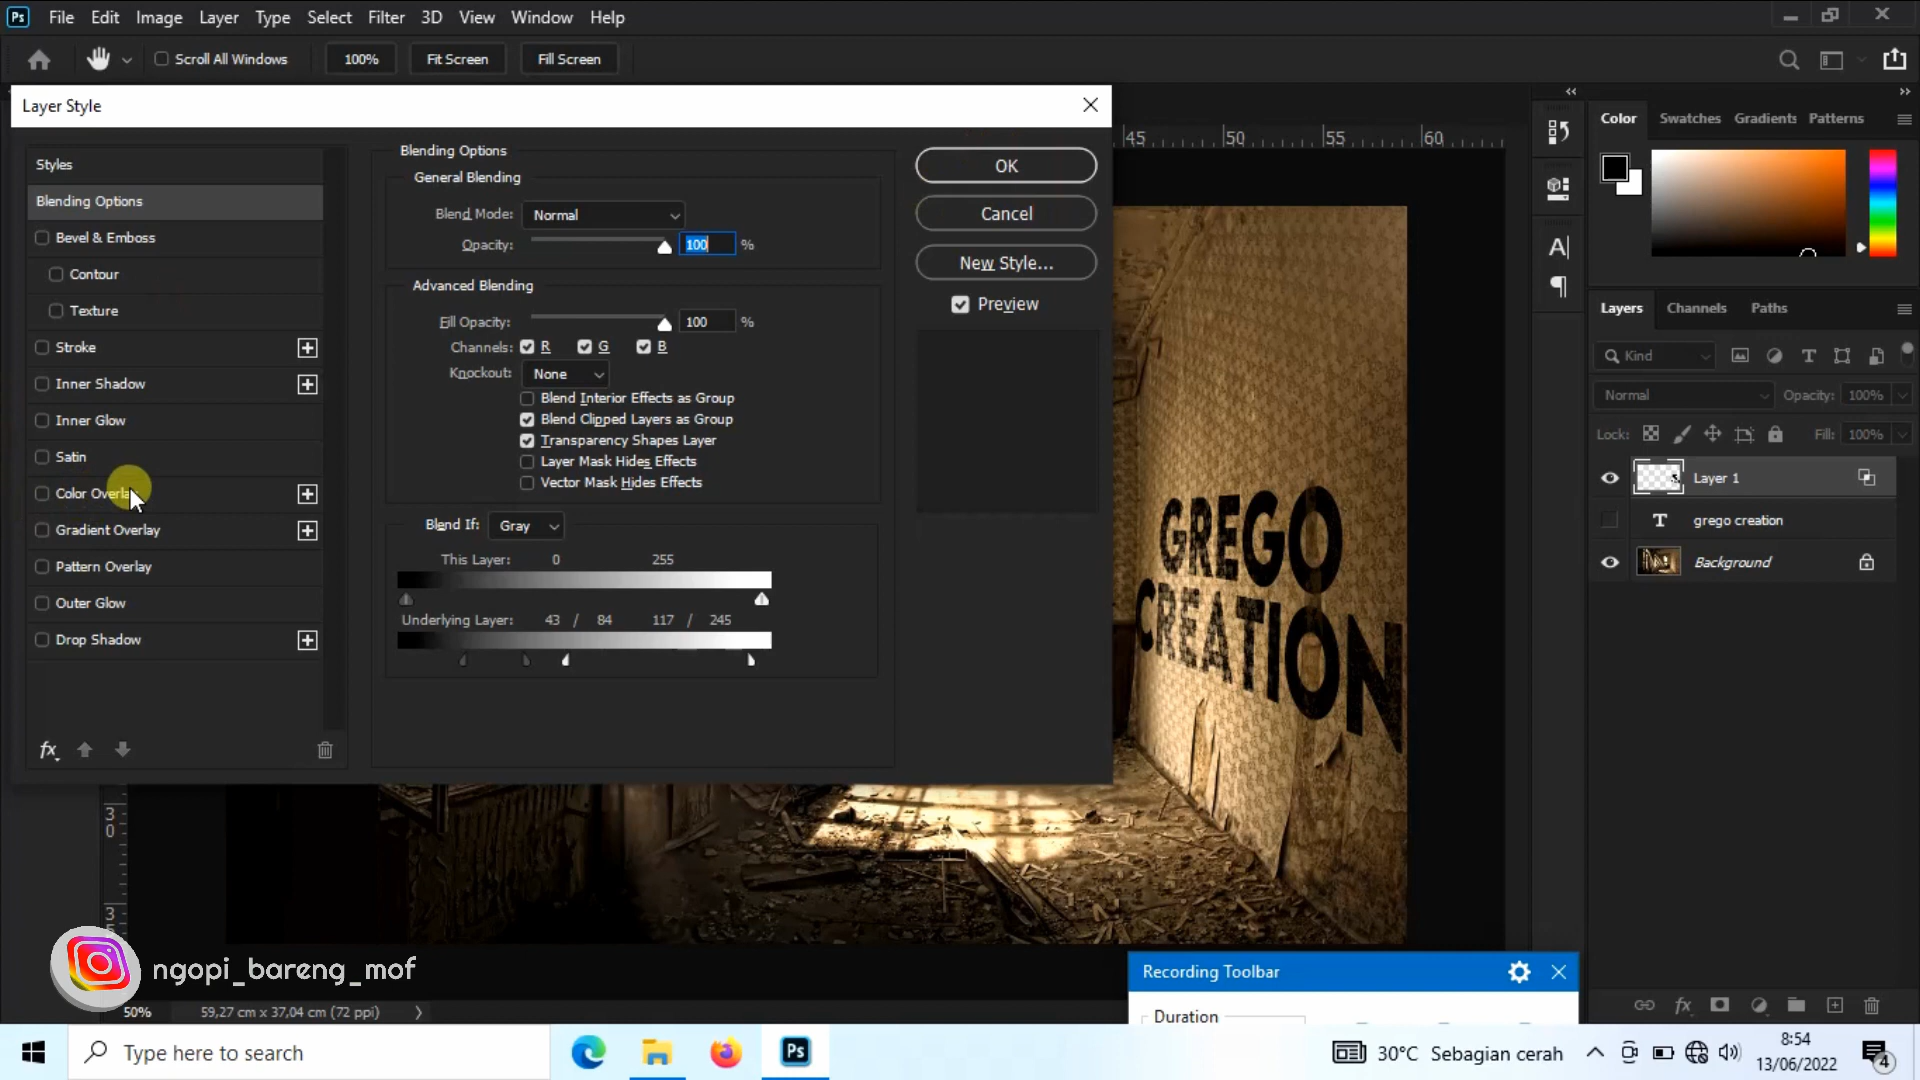 Ps File Edit Image Layer Type Select Filter 3D View Window Help
Scroll All Windows 100% Fit Screen Fill Screen
Layer Style
45 50 55 60
Styles
Blending Options
Bevel & Emboss
Contour
Texture
Stroke
Inner Shadow
Inner Glow
Satin
Color Overla
Gradient Overlay
Pattern Overlay
Outer Glow
Drop Shadow
fx
Blending Options
General Blending
Blend Mode: Normal
Opacity: 100 %
Advanced Blending
Fill Opacity: 100 %
Channels: R G B
Knockout: None
Blend Interior Effects as Group
Blend Clipped Layers as Group
Transparency Shapes Layer
Layer Mask Hides Effects
Vector Mask Hides Effects
Blend If: Gray
This Layer: 0 255
Underlying Layer: 43 / 84 117 / 245
OK
Cancel
New Style...
Preview
GREGO
CREATION
A
Color Swatches Gradients Patterns
Layers Channels Paths
Kind
Normal Opacity: 100%
Lock: Fill: 100%
Layer 1
T grego creation
Background
fx
3
0
3
ngopi_bareng_mof
50% 59,27 cm x 37,04 cm (72 ppi)
Recording Toolbar
Duration
Type here to search
Ps
30°C Sebagian cerah
8:54
13/06/2022
4